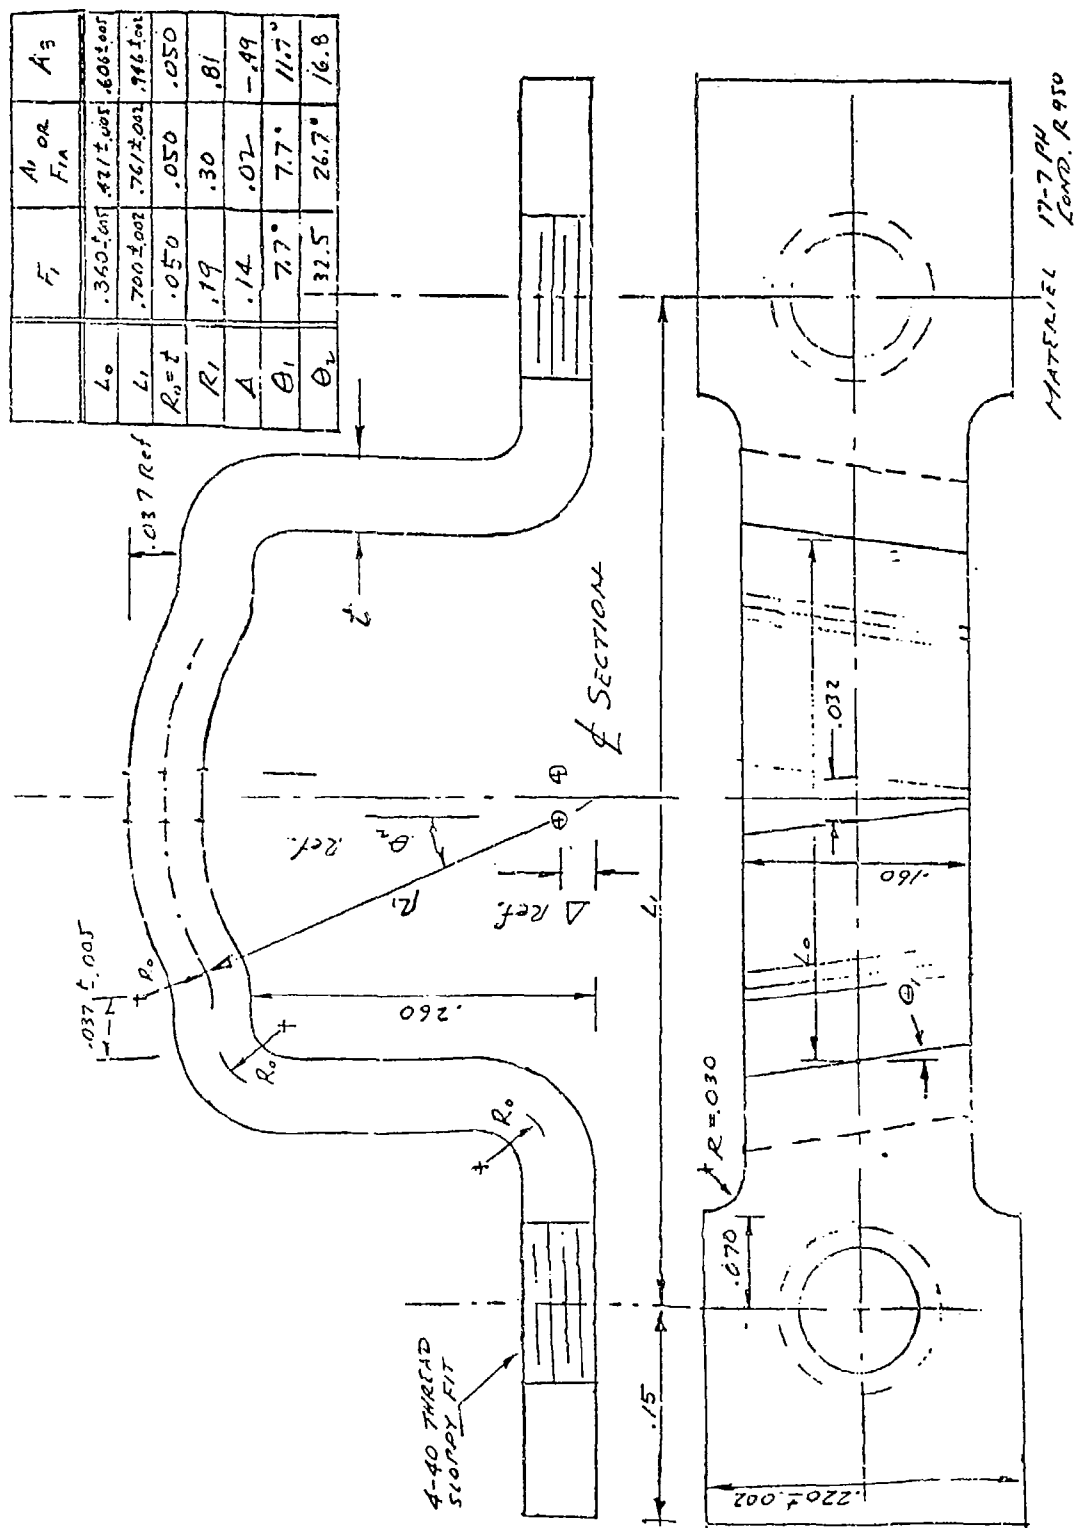 F₁ A₁ OR F₁A A₃
L₀ .360±.005 .421±.005 .606±.005
L₁ .700±.002 .761±.002 .946±.002
R₀=t .050 .050 .050
R₁ .19 .30 .81
Δ .14 .02 -.49
θ₁ 7.7° 7.7° 11.7°
θ₂ 32.5 26.7° 16.8
.037 ±.005
.037 Ref
R₀
R₀
R₀
R₁
θ₂
Ref.
t
.260
Δ Ref.
℄ SECTION
4-40 THREAD
SLOPPY FIT
.15
L₁
.070
R=.030
L₀
.032
θ₁
.160
.220±.002
MATERIEL 17-7 PH
COND. R 950